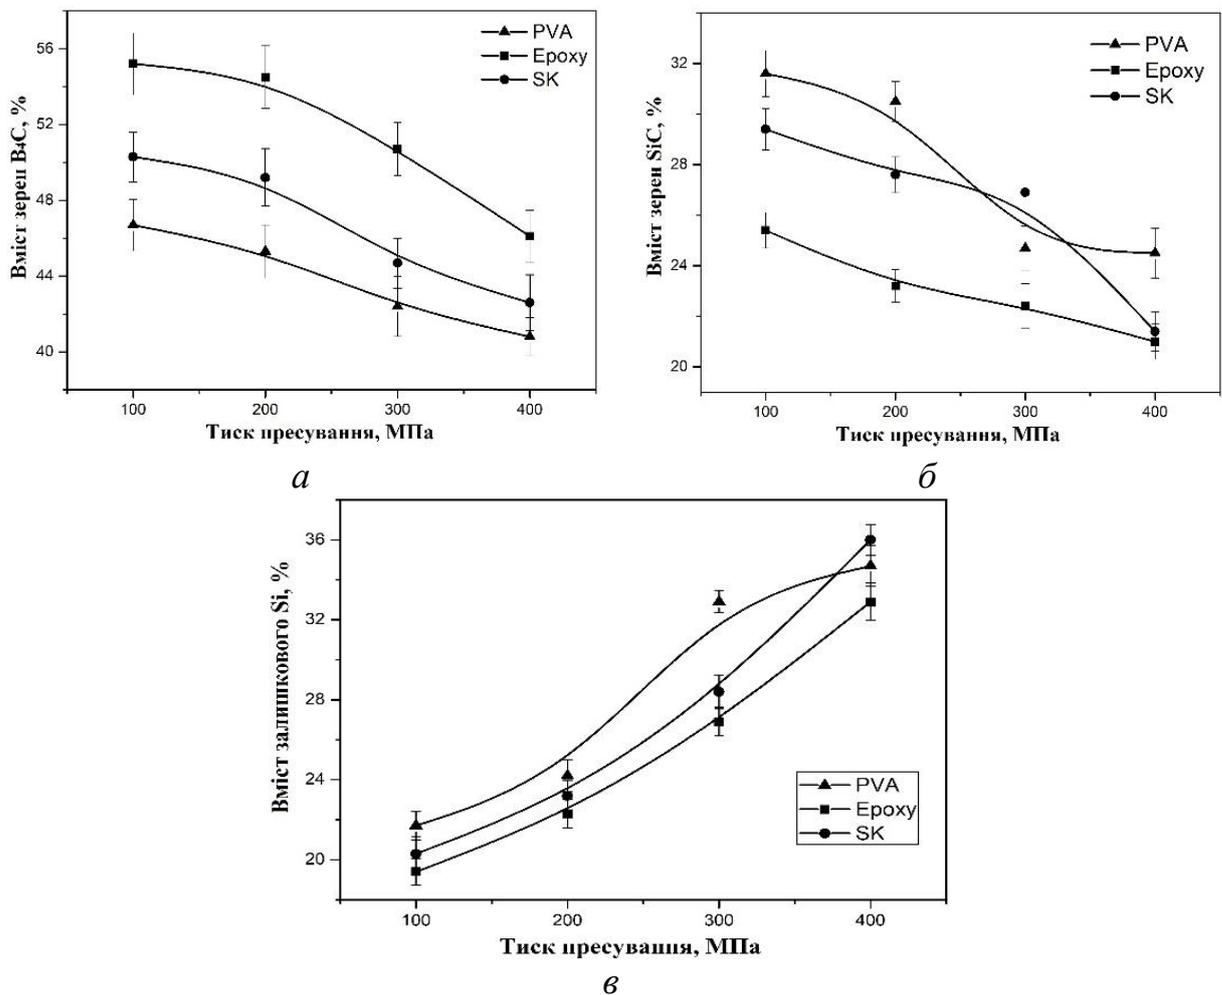 Вміст зерен B4C, %
56
52
48
44
40
PVA
Epoxy
SK
100 200 300 400
Тиск пресування, МПа
а
Вміст зерен SiC, %
32
28
24
20
PVA
Epoxy
SK
100 200 300 400
Тиск пресування, МПа
б
Вміст залишкового Si, %
36
32
28
24
20
PVA
Epoxy
SK
100 200 300 400
Тиск пресування, МПа
в